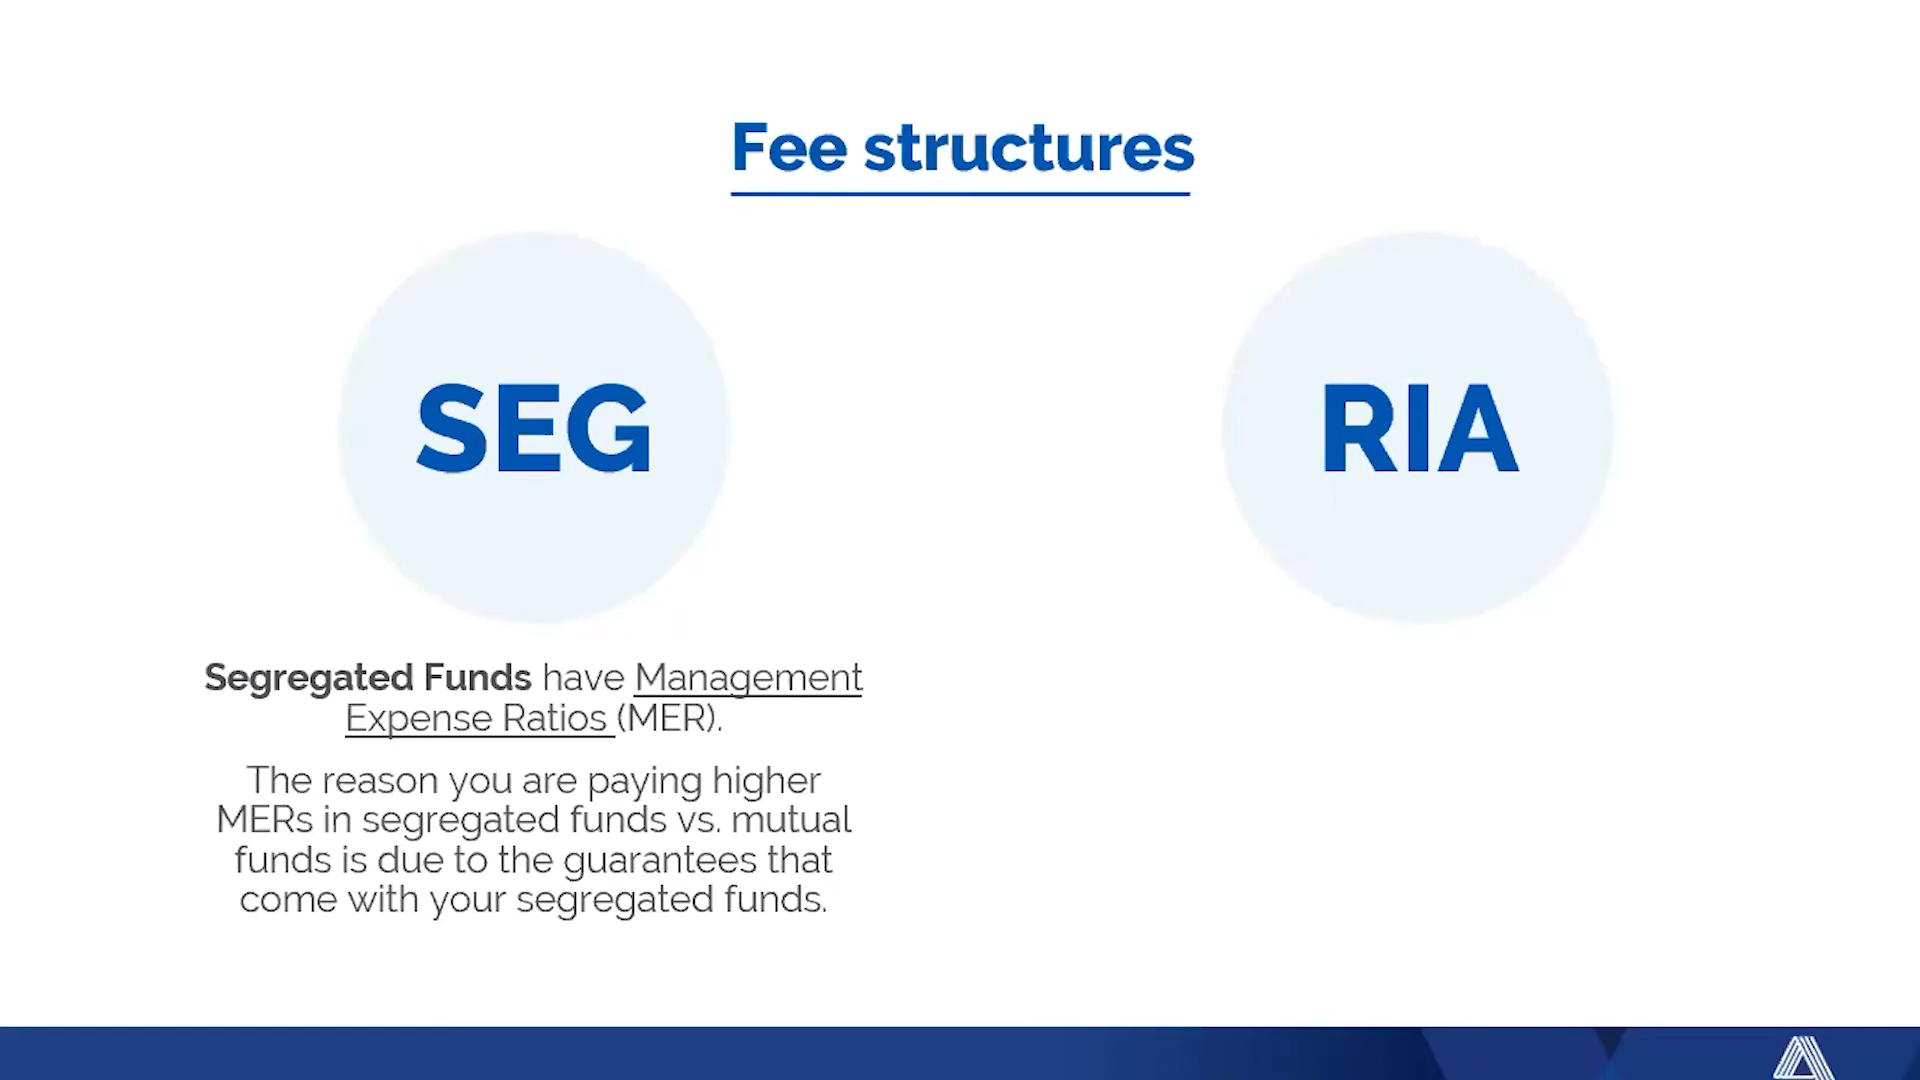 Fee structures
SEG
RIA
Segregated Funds have Management
Expense Ratios (MER).
The reason you are paying higher
MERs in segregated funds vs. mutual
funds is due to the guarantees that
come with your segregated funds.